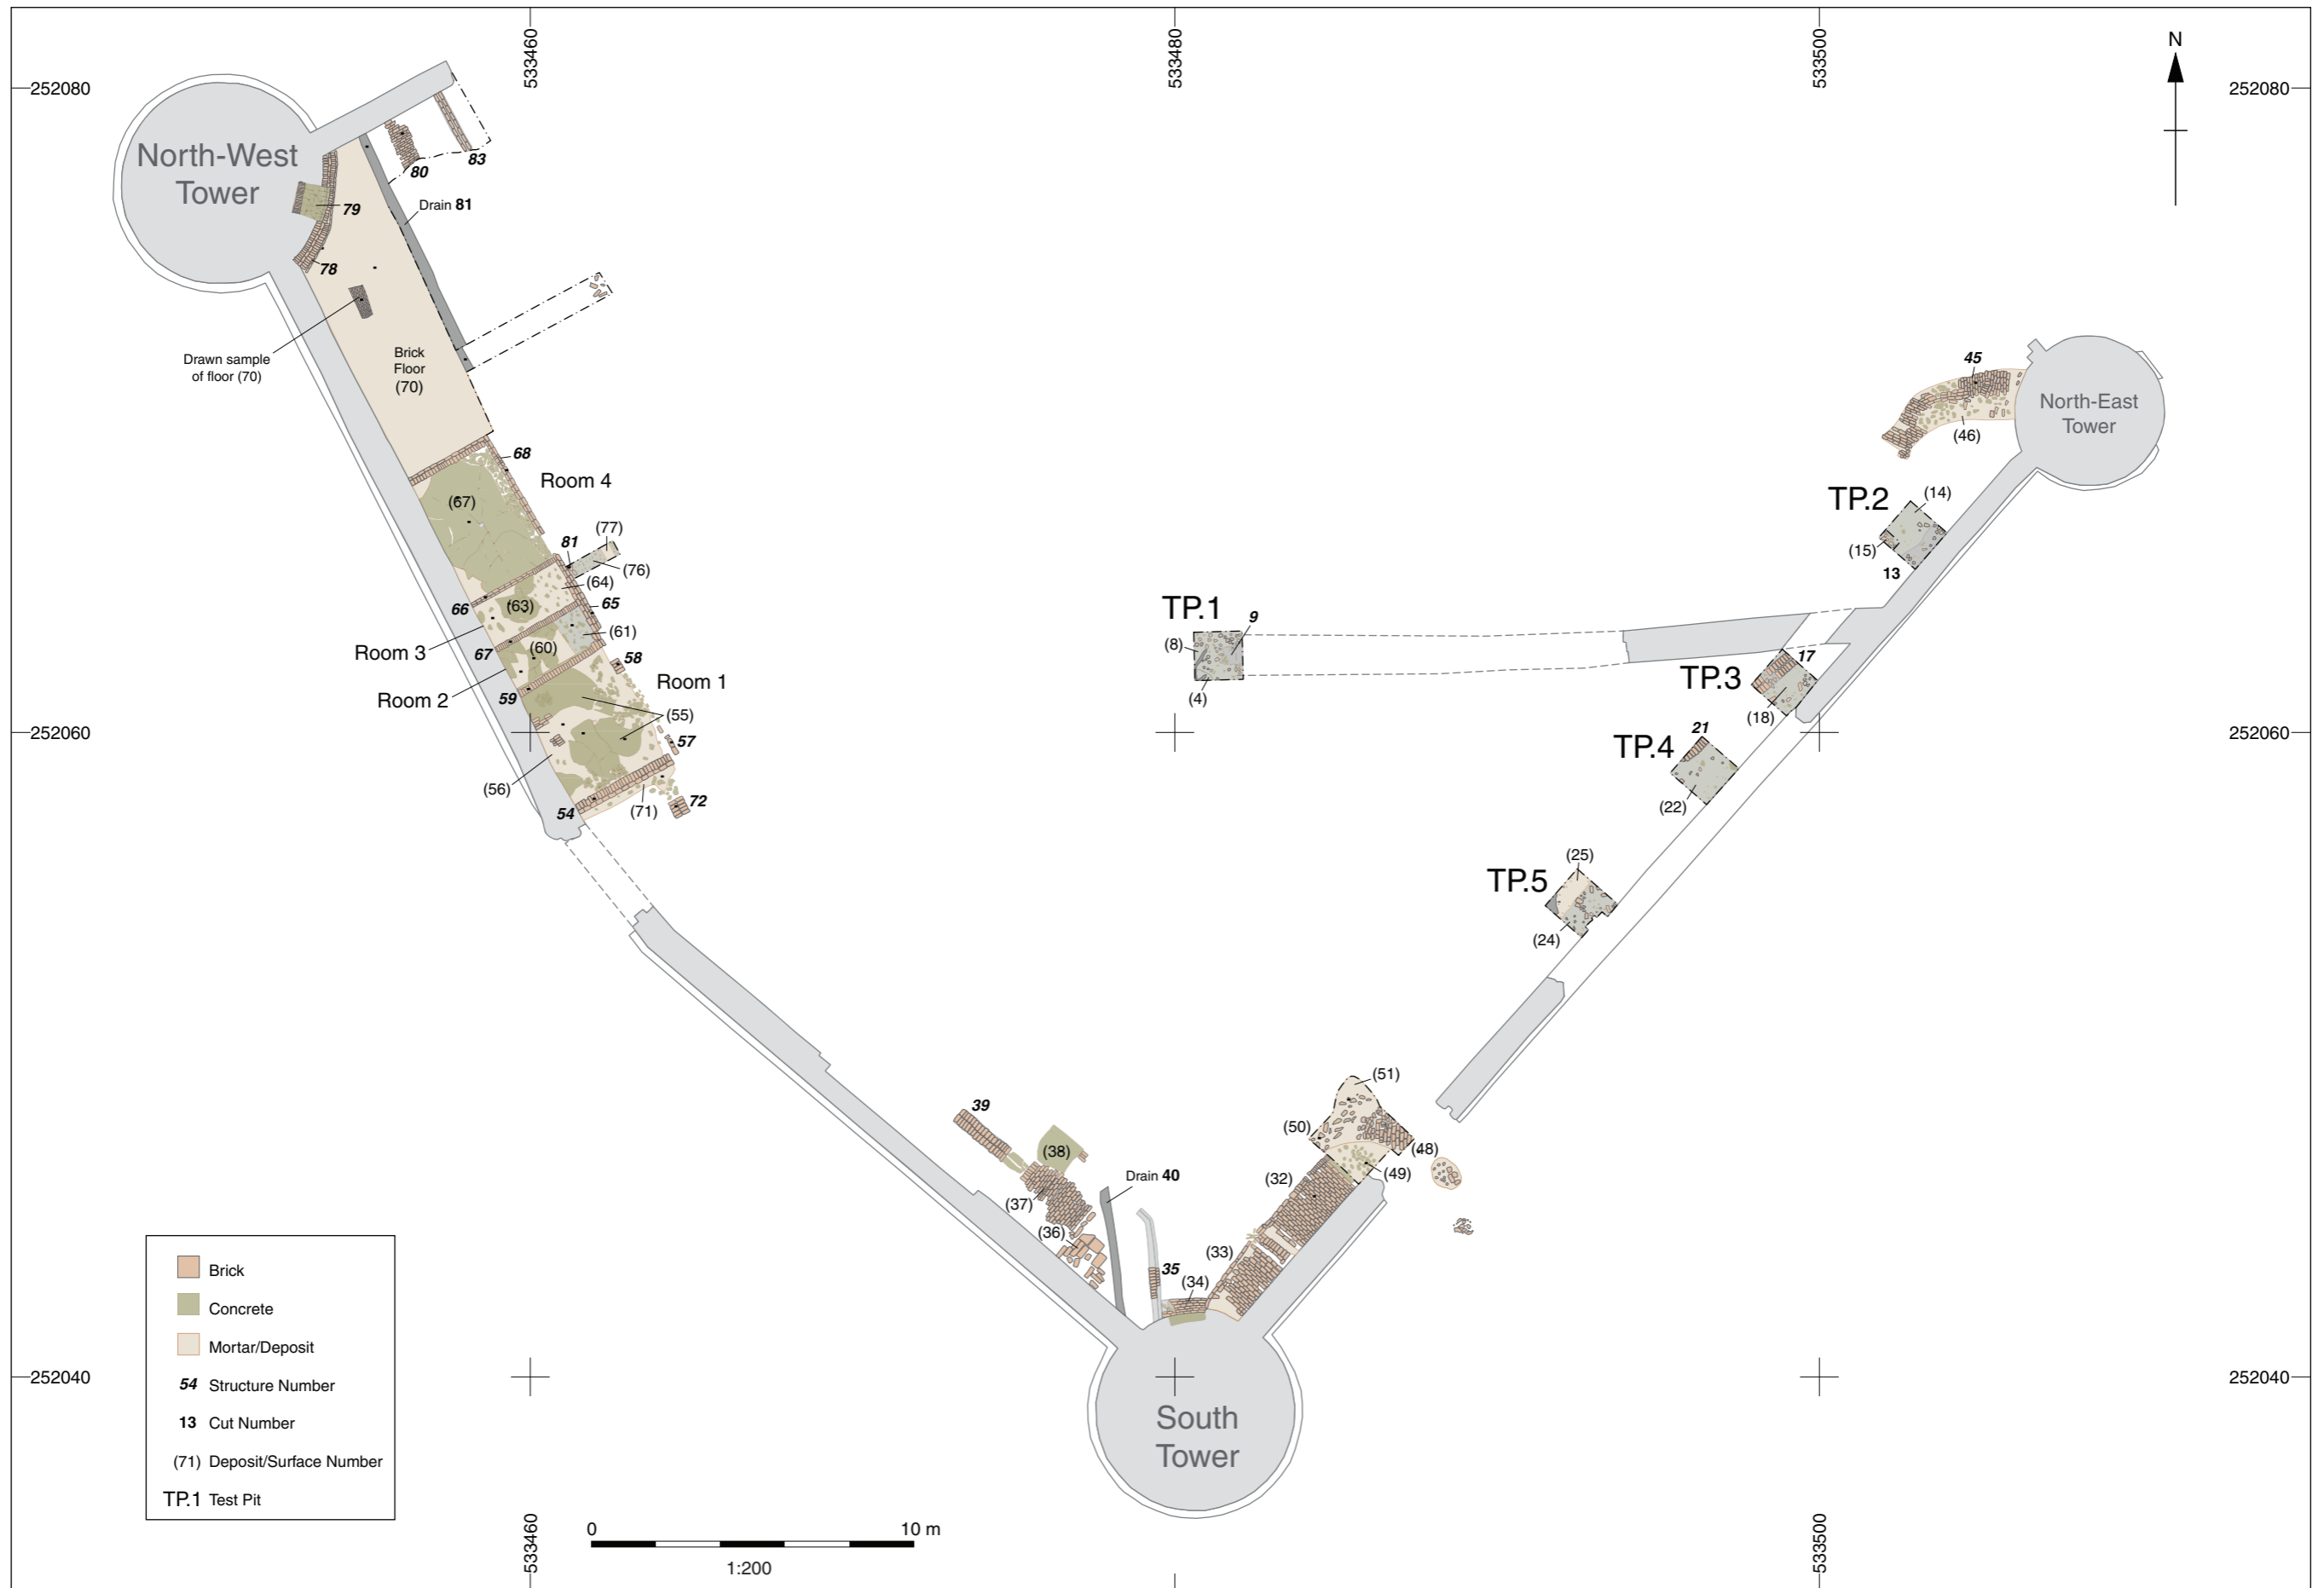 533460
533480
533500
N
252080
252080
North-West
Tower
83
80
79
Drain 81
78
Drawn sample
of floor (70)
Brick
Floor
(70)
45
North-East
Tower
(46)
68
Room 4
(67)
TP.2
(14)
(15)
13
81
(77)
(76)
(64)
66
(63)
65
(61)
Room 3
67
(60)
58
Room 2
59
Room 1
(55)
57
(56)
54
(71)
72
TP.1
9
(8)
(4)
17
TP.3
(18)
252060
252060
21
TP.4
(22)
(25)
TP.5
(24)
(51)
39
(50)
(48)
(38)
(49)
Drain 40
(32)
(37)
(36)
(33)
35
(34)
Brick
Concrete
Mortar/Deposit
54 Structure Number
13 Cut Number
(71) Deposit/Surface Number
TP.1 Test Pit
252040
252040
South
Tower
533460
533500
0 10 m
1:200